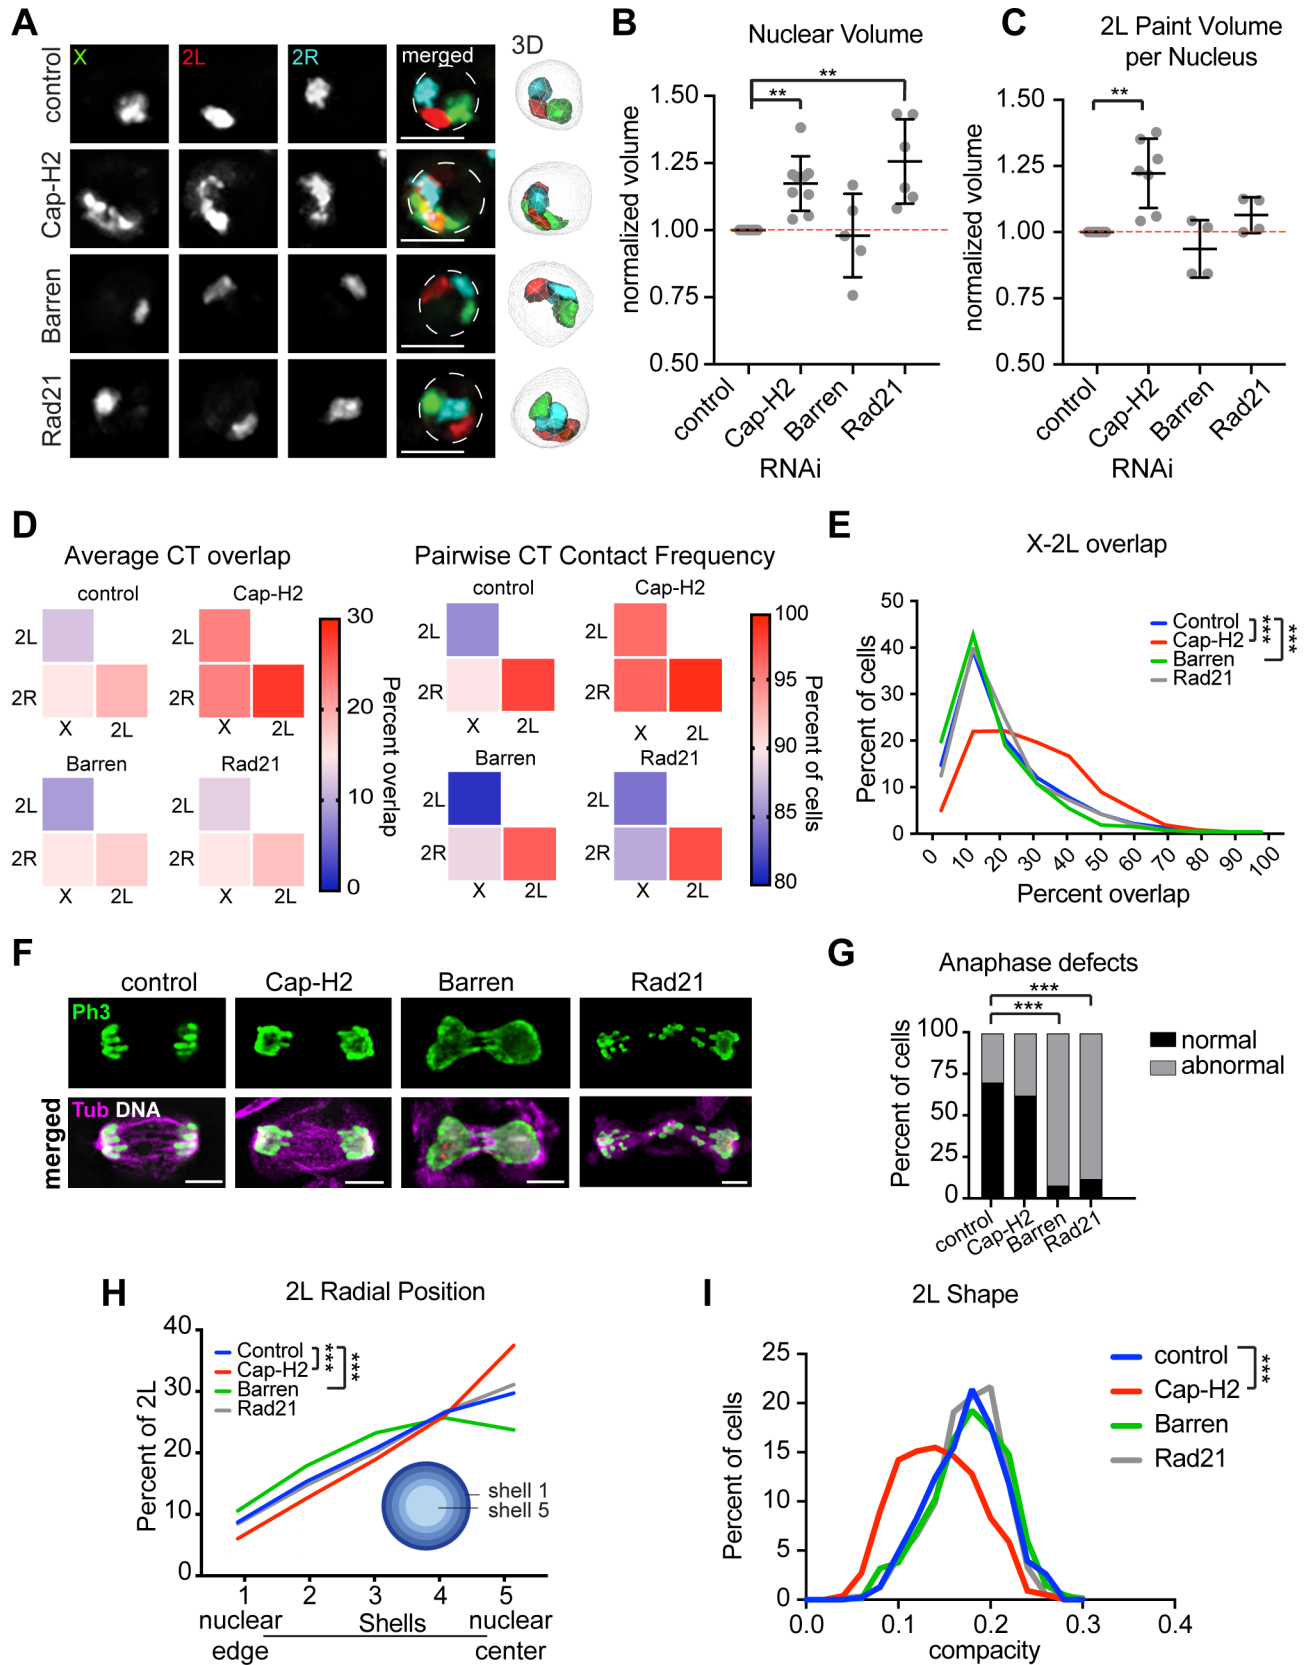 A
X
2L
2R
merged
3D
control
Cap-H2
Barren
Rad21
B
Nuclear Volume
normalized volume
1.50
1.25
1.00
0.75
0.50
**
**
control
Cap-H2
Barren
Rad21
RNAi
C
2L Paint Volume
per Nucleus
normalized volume
1.50
1.25
1.00
0.75
0.50
**
control
Cap-H2
Barren
Rad21
RNAi
D
Average CT overlap
control
Cap-H2
2L
2R
X
2L
2R
X 2L
X 2L
Barren
Rad21
2L
2R
2L
2R
X 2L
X 2L
30
20
10
0
Percent overlap
Pairwise CT Contact Frequency
control
Cap-H2
2L
2R
2L
2R
X 2L
X 2L
Barren
Rad21
2L
2R
2L
2R
X 2L
X 2L
100
95
90
85
80
Percent of cells
E
X-2L overlap
Control
Cap-H2
Barren
Rad21
***
***
Percent of cells
50
40
30
20
10
0
0 10 20 30 40 50 60 70 80 90 100
Percent overlap
F
control
Cap-H2
Barren
Rad21
Ph3
merged
Tub DNA
G
Anaphase defects
***
***
normal
abnormal
Percent of cells
100
75
50
25
0
control
Cap-H2
Barren
Rad21
H
2L Radial Position
Control
Cap-H2
Barren
Rad21
***
***
Percent of 2L
40
30
20
10
0
shell 1
shell 5
1 2 3 4 5
nuclear
edge
Shells
nuclear
center
I
2L Shape
control
Cap-H2
Barren
Rad21
***
Percent of cells
25
20
15
10
5
0
0.0 0.1 0.2 0.3 0.4
compacity